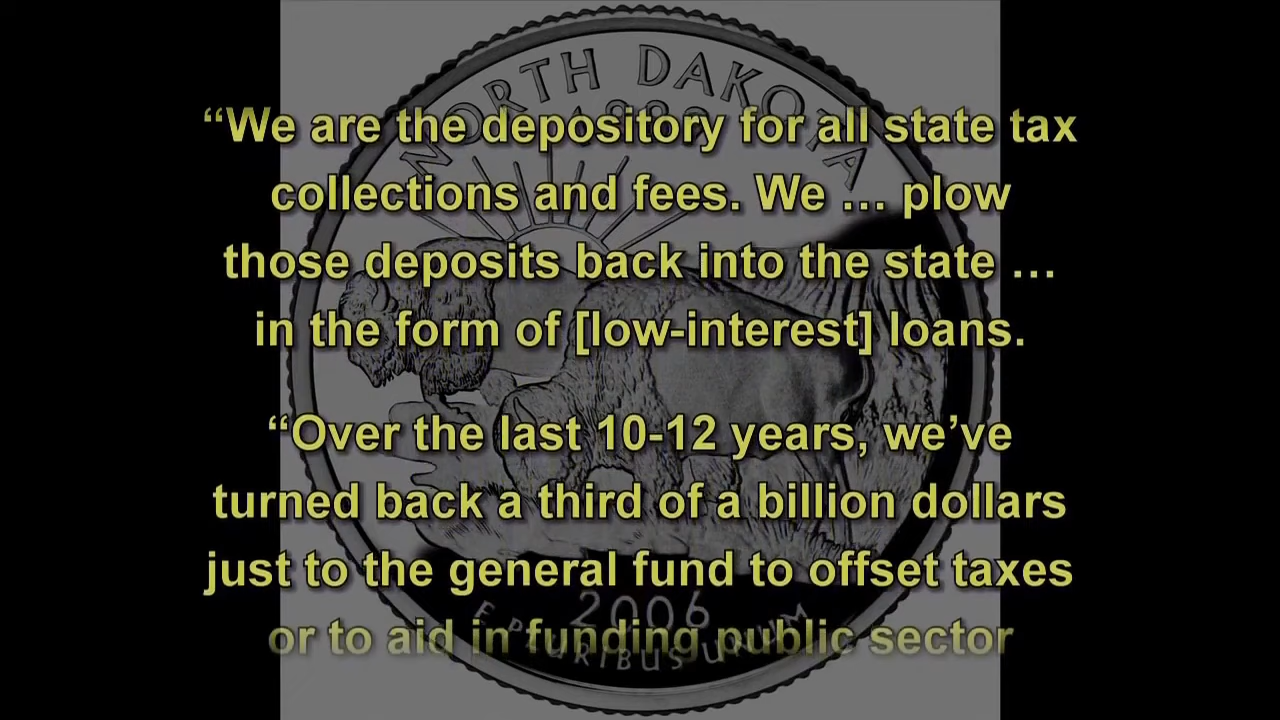 NORTH DAKOTA
1889
“We are the depository for all state tax
collections and fees. We … plow
those deposits back into the state …
in the form of [low-interest] loans.
“Over the last 10-12 years, we’ve
turned back a third of a billion dollars
just to the general fund to offset taxes
or to aid in funding public sector
2006
E PLURIBUS UNUM